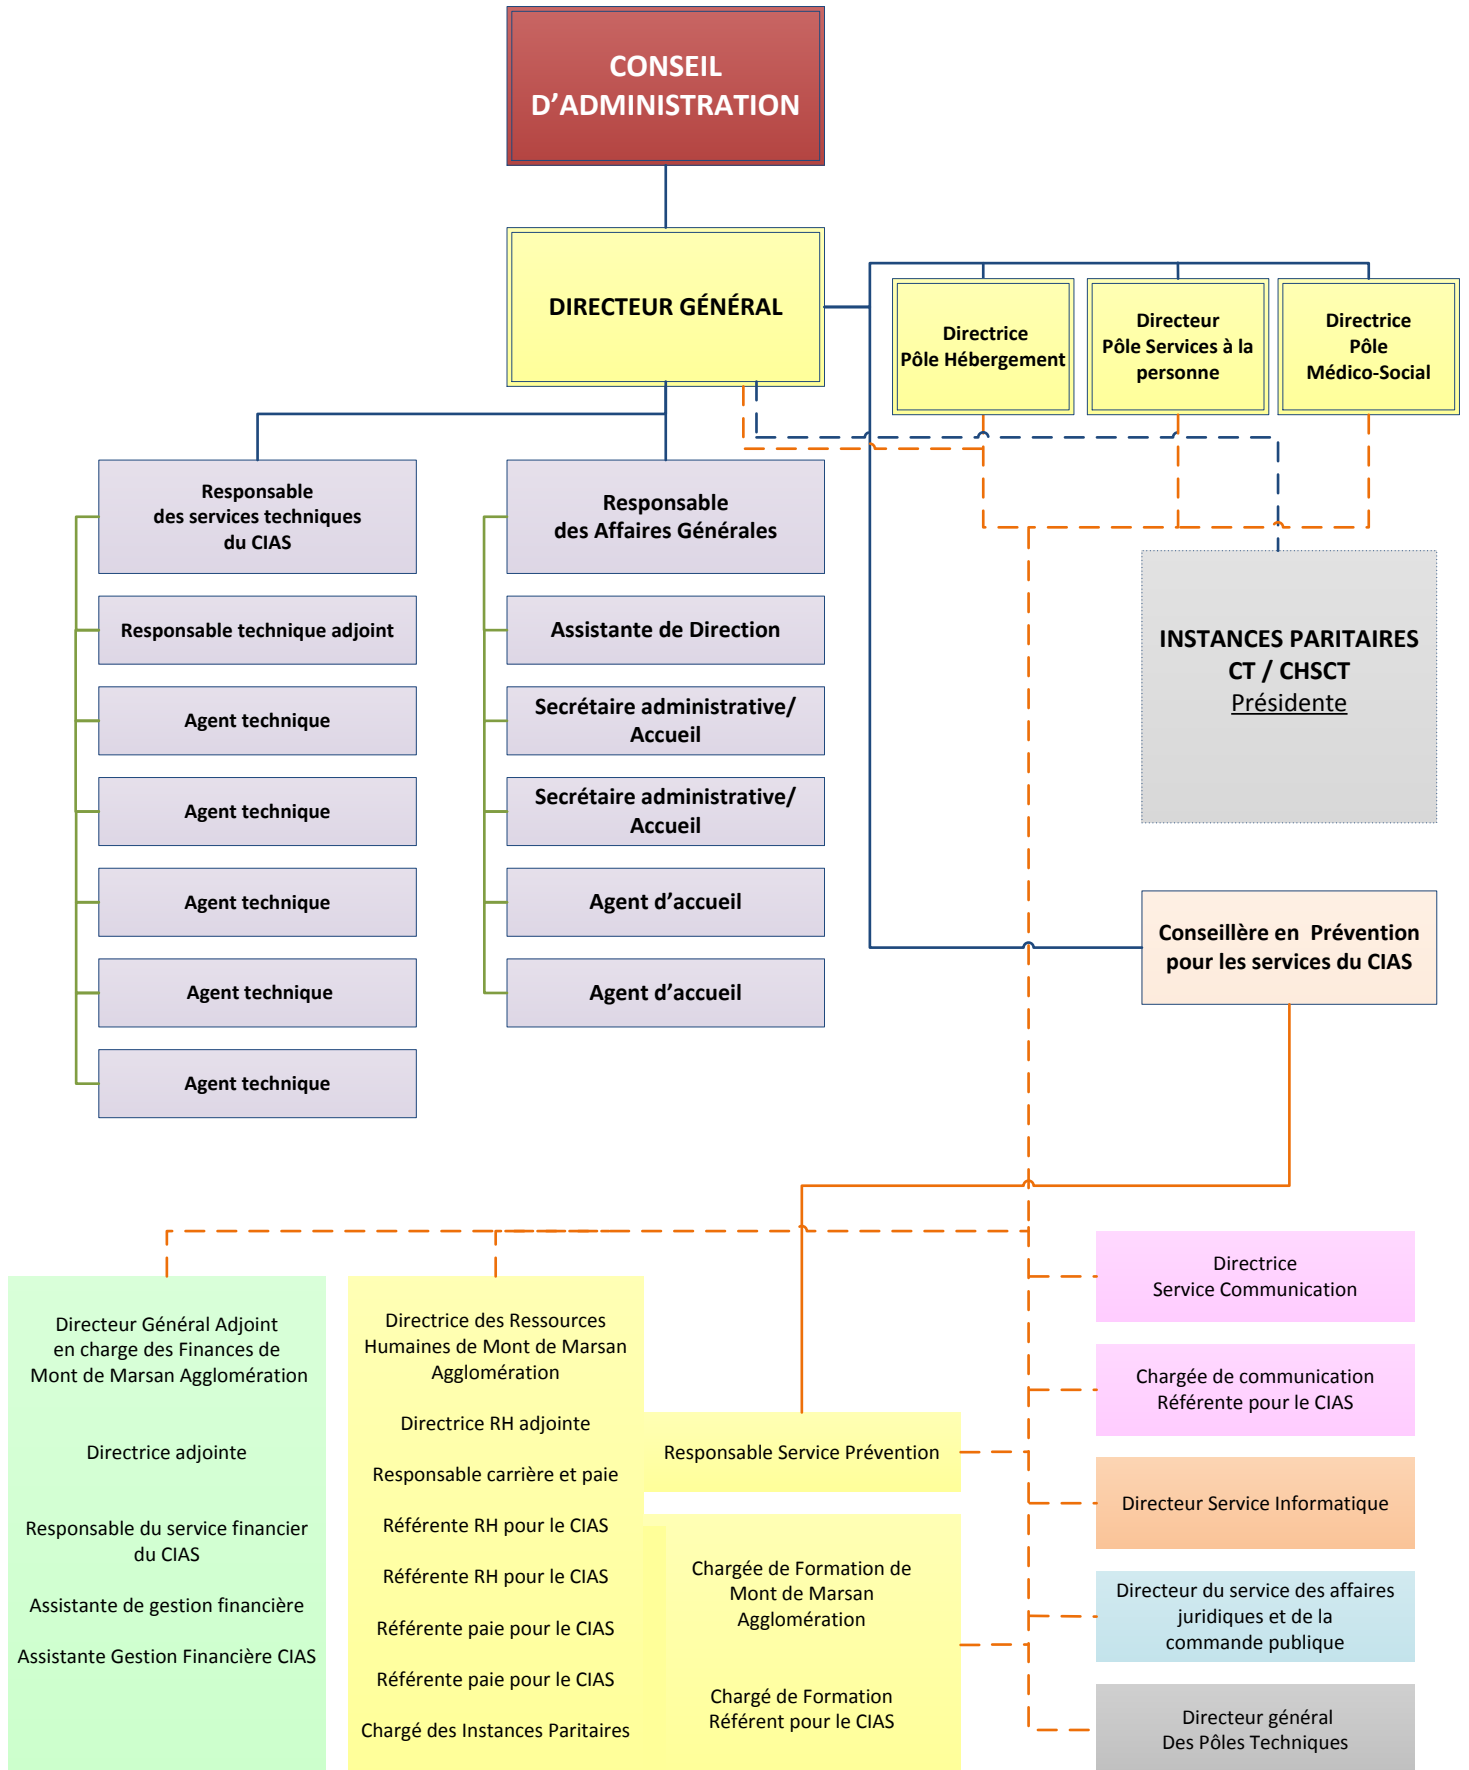 CONSEIL
D’ADMINISTRATION
DIRECTEUR GÉNÉRAL
Directrice
Pôle Hébergement
Directeur
Pôle Services à la
personne
Directrice
Pôle
Médico-Social
Responsable
des services techniques
du CIAS
Responsable technique adjoint
Agent technique
Agent technique
Agent technique
Agent technique
Agent technique
Responsable
des Affaires Générales
Assistante de Direction
Secrétaire administrative/
Accueil
Secrétaire administrative/
Accueil
Agent d’accueil
Agent d’accueil
INSTANCES PARITAIRES
CT / CHSCT
Présidente
Conseillère en Prévention
pour les services du CIAS
Directeur Général Adjoint
en charge des Finances de
Mont de Marsan Agglomération
Directrice adjointe
Responsable du service financier
du CIAS
Assistante de gestion financière
Assistante Gestion Financière CIAS
Directrice des Ressources
Humaines de Mont de Marsan
Agglomération
Directrice RH adjointe
Responsable carrière et paie
Référente RH pour le CIAS
Référente RH pour le CIAS
Référente paie pour le CIAS
Référente paie pour le CIAS
Chargé des Instances Paritaires
Responsable Service Prévention
Chargée de Formation de
Mont de Marsan
Agglomération
Chargé de Formation
Référent pour le CIAS
Directrice
Service Communication
Chargée de communication
Référente pour le CIAS
Directeur Service Informatique
Directeur du service des affaires
juridiques et de la
commande publique
Directeur général
Des Pôles Techniques